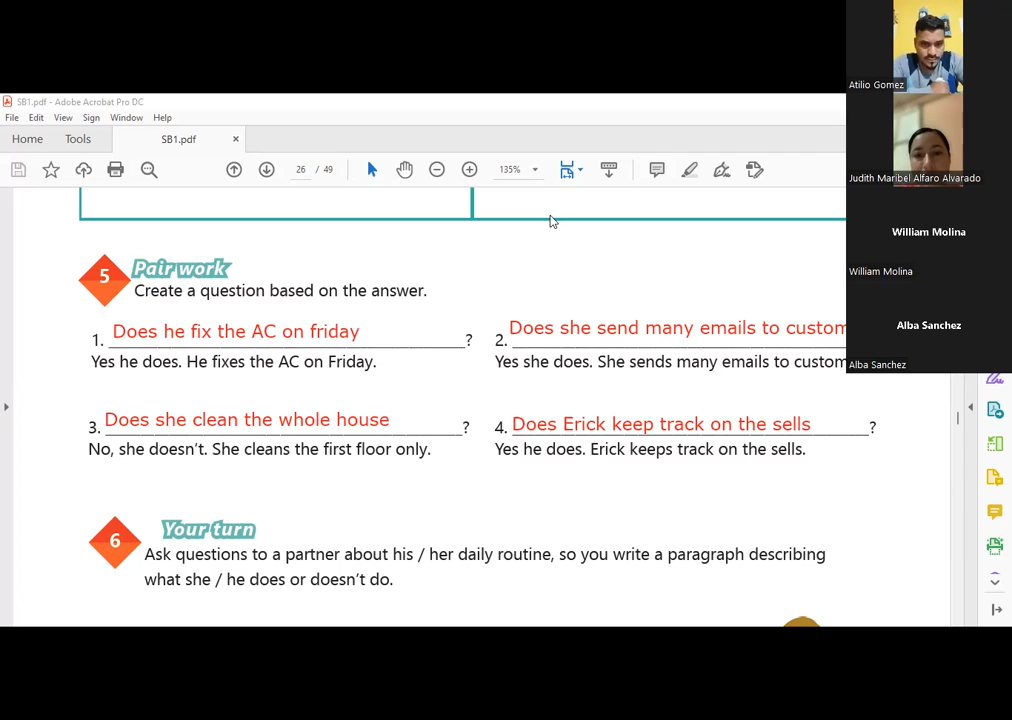 SB1.pdf - Adobe Acrobat Pro DC
File Edit View Sign Window Help
Home Tools SB1.pdf ×
26 / 49 135%
Atilio Gomez
Judith Maribel Alfaro Alvarado
William Molina
William Molina
Alba Sanchez
Alba Sanchez
5 Pair work
Create a question based on the answer.
1. Does he fix the AC on friday ?
Yes he does. He fixes the AC on Friday.
2. Does she send many emails to custom
Yes she does. She sends many emails to custom
3. Does she clean the whole house ?
No, she doesn't. She cleans the first floor only.
4. Does Erick keep track on the sells ?
Yes he does. Erick keeps track on the sells.
6 Your turn
Ask questions to a partner about his / her daily routine, so you write a paragraph describing
what she / he does or doesn't do.